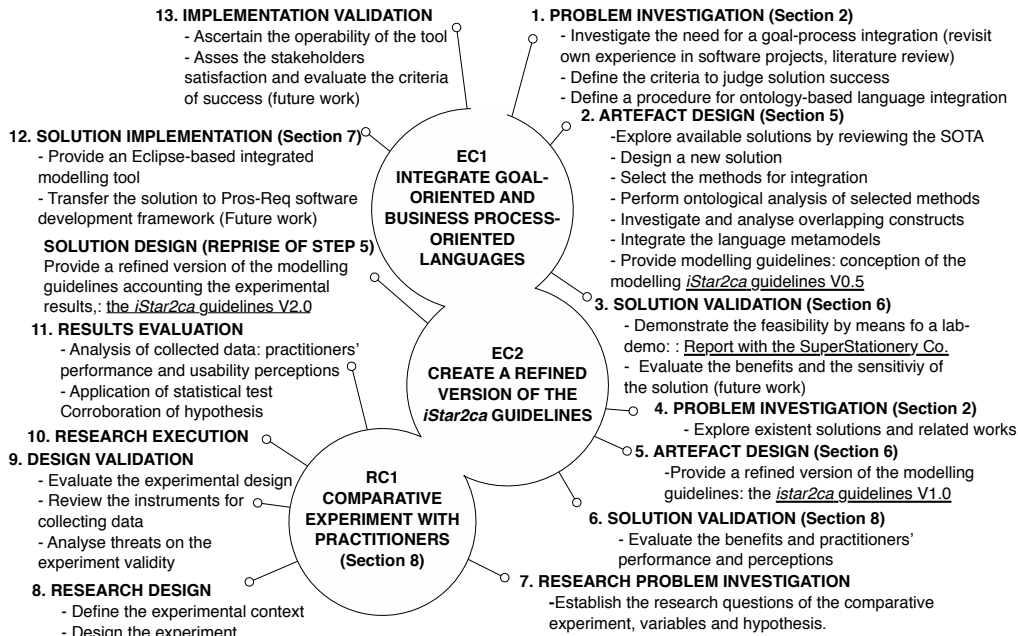 13. IMPLEMENTATION VALIDATION
- Ascertain the operability of the tool
- Asses the stakeholders
satisfaction and evaluate the criteria
of success (future work)
1. PROBLEM INVESTIGATION (Section 2)
- Investigate the need for a goal-process integration (revisit
own experience in software projects, literature review)
- Define the criteria to judge solution success
- Define a procedure for ontology-based language integration
2. ARTEFACT DESIGN (Section 5)
-Explore available solutions by reviewing the SOTA
- Design a new solution
- Select the methods for integration
- Perform ontological analysis of selected methods
- Investigate and analyse overlapping constructs
- Integrate the language metamodels
- Provide modelling guidelines: conception of the
modelling iStar2ca guidelines V0.5
12. SOLUTION IMPLEMENTATION (Section 7)
- Provide an Eclipse-based integrated
modelling tool
- Transfer the solution to Pros-Req software
development framework (Future work)
EC1
INTEGRATE GOAL-
ORIENTED AND
BUSINESS PROCESS-
ORIENTED
LANGUAGES
SOLUTION DESIGN (REPRISE OF STEP 5)
Provide a refined version of the modelling
guidelines accounting the experimental
results,: the iStar2ca guidelines V2.0
3. SOLUTION VALIDATION (Section 6)
- Demonstrate the feasibility by means fo a lab-
demo: : Report with the SuperStationery Co.
- Evaluate the benefits and the sensitiviy of
the solution (future work)
11. RESULTS EVALUATION
- Analysis of collected data: practitioners'
performance and usability perceptions
- Application of statistical test
Corroboration of hypothesis
EC2
CREATE A REFINED
VERSION OF THE
iStar2ca GUIDELINES
4. PROBLEM INVESTIGATION (Section 2)
- Explore existent solutions and related works
5. ARTEFACT DESIGN (Section 6)
-Provide a refined version of the modelling
guidelines: the istar2ca guidelines V1.0
10. RESEARCH EXECUTION
9. DESIGN VALIDATION
- Evaluate the experimental design
- Review the instruments for
collecting data
- Analyse threats on the
experiment validity
RC1
COMPARATIVE
EXPERIMENT WITH
PRACTITIONERS
(Section 8)
6. SOLUTION VALIDATION (Section 8)
- Evaluate the benefits and practitioners'
performance and perceptions
7. RESEARCH PROBLEM INVESTIGATION
-Establish the research questions of the comparative
experiment, variables and hypothesis.
8. RESEARCH DESIGN
- Define the experimental context
- Design the experiment